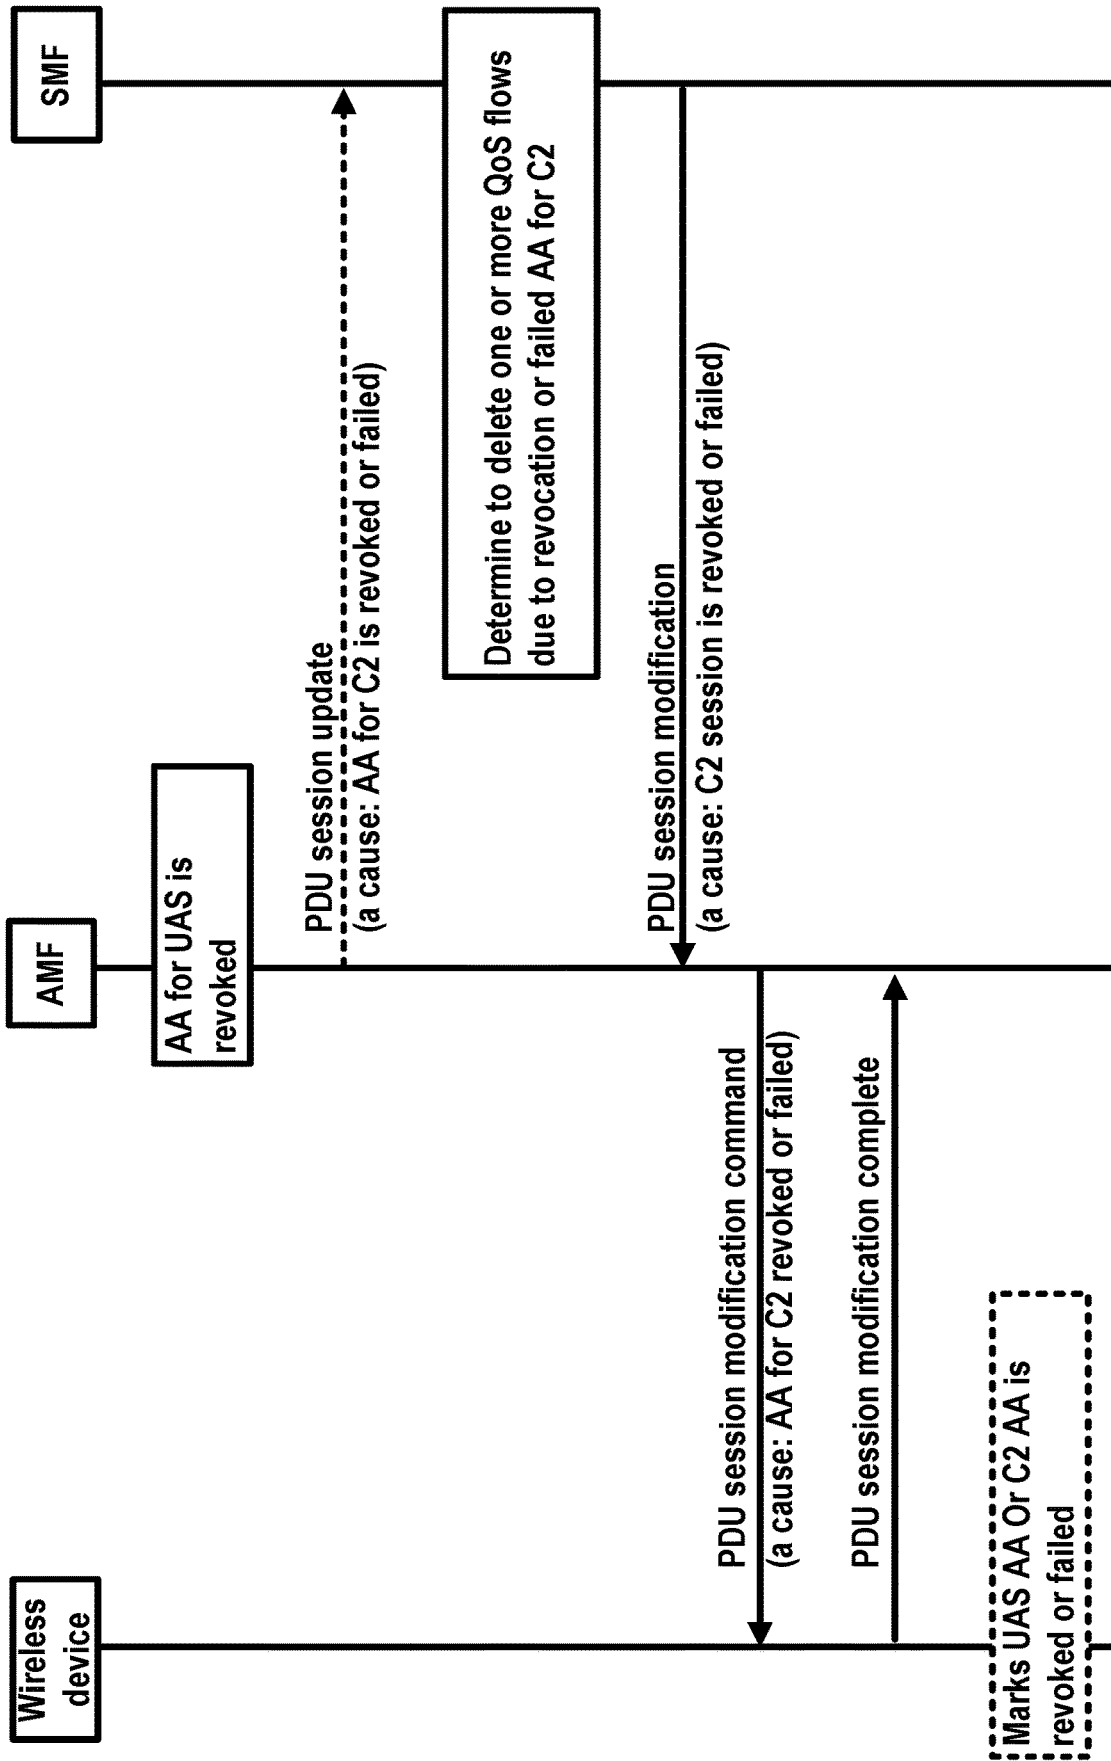 Wireless
device
AMF
SMF
AA for UAS is
revoked
PDU session update
(a cause: AA for C2 is revoked or failed)
Determine to delete one or more QoS flows
due to revocation or failed AA for C2
PDU session modification
(a cause: C2 session is revoked or failed)
PDU session modification command
(a cause: AA for C2 revoked or failed)
PDU session modification complete
Marks UAS AA Or C2 AA is
revoked or failed